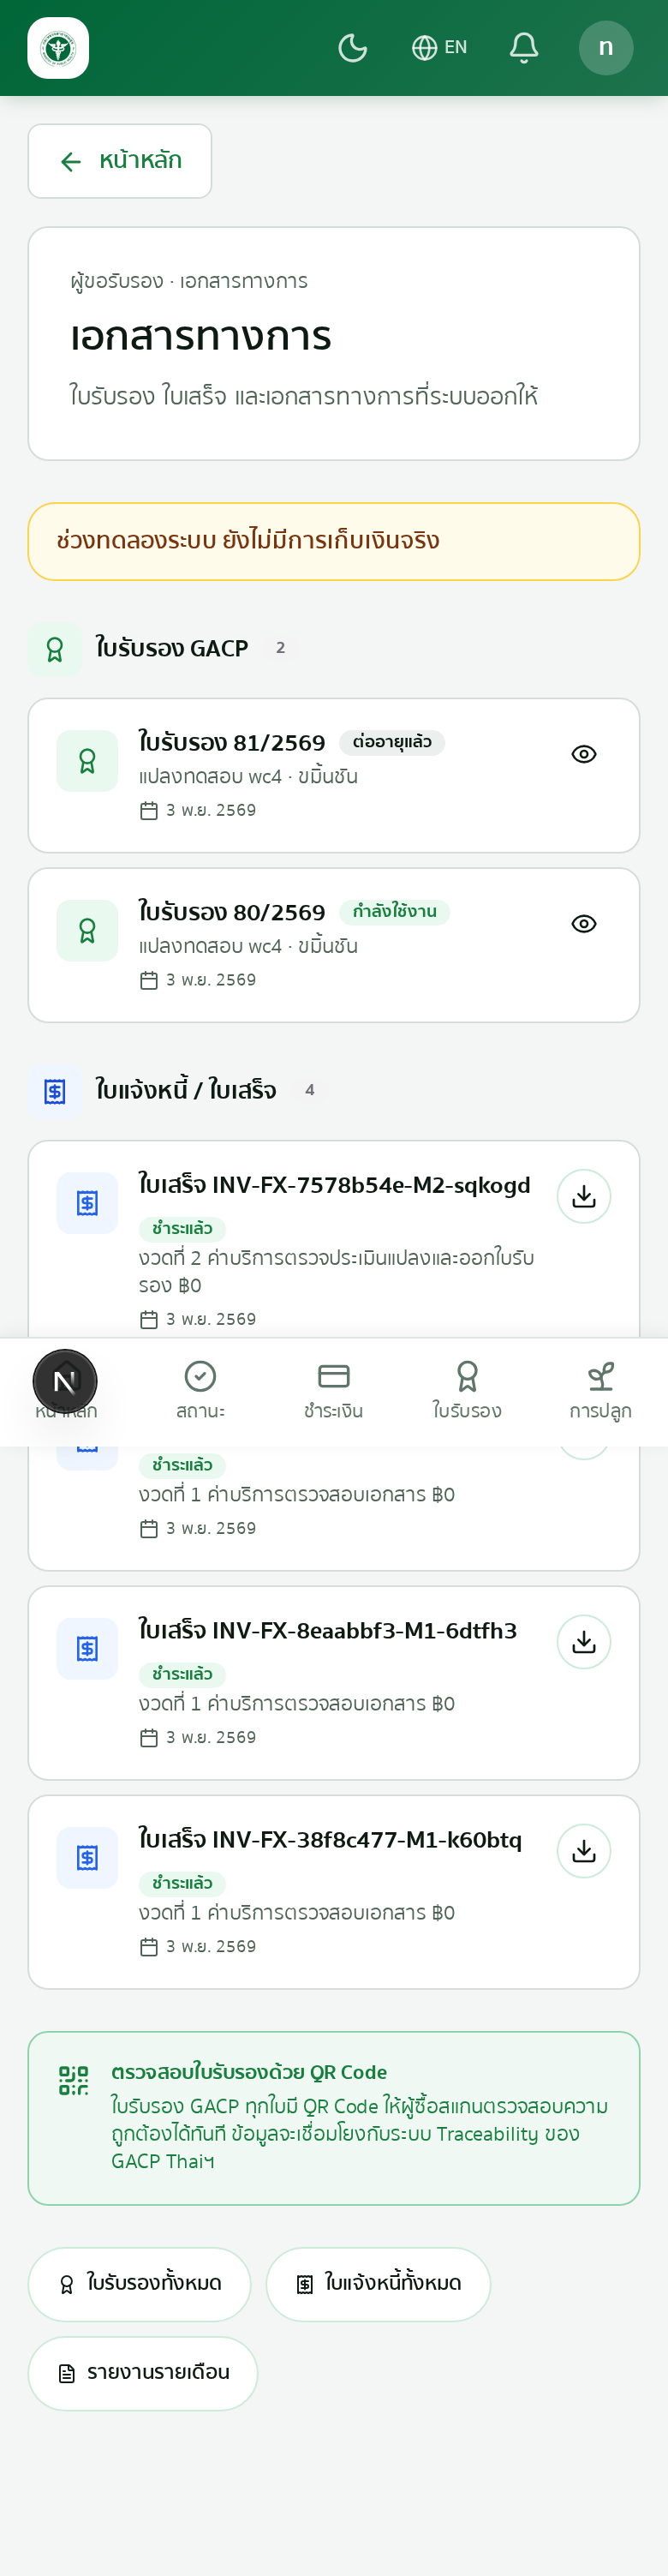 EN
ก
หน้าหลัก
ผู้ขอรับรอง · เอกสารทางการ
เอกสารทางการ
ใบรับรอง ใบเสร็จ และเอกสารทางการที่ระบบออกให้
ช่วงทดลองระบบ ยังไม่มีการเก็บเงินจริง
ใบรับรอง GACP 2
ใบรับรอง 81/2569 ต่ออายุแล้ว
แปลงทดสอบ wc4 · ขมิ้นชัน
3 พ.ย. 2569
ใบรับรอง 80/2569 กำลังใช้งาน
แปลงทดสอบ wc4 · ขมิ้นชัน
3 พ.ย. 2569
ใบแจ้งหนี้ / ใบเสร็จ 4
ใบเสร็จ INV-FX-7578b54e-M2-sqkogd
ชำระแล้ว
งวดที่ 2 ค่าบริการตรวจประเมินแปลงและออกใบรับ
รอง ฿0
3 พ.ย. 2569
N
หน้าหลัก สถานะ ชำระเงิน ใบรับรอง การปลูก
ชำระแล้ว
งวดที่ 1 ค่าบริการตรวจสอบเอกสาร ฿0
3 พ.ย. 2569
ใบเสร็จ INV-FX-8eaabbf3-M1-6dtfh3
ชำระแล้ว
งวดที่ 1 ค่าบริการตรวจสอบเอกสาร ฿0
3 พ.ย. 2569
ใบเสร็จ INV-FX-38f8c477-M1-k60btq
ชำระแล้ว
งวดที่ 1 ค่าบริการตรวจสอบเอกสาร ฿0
3 พ.ย. 2569
ตรวจสอบใบรับรองด้วย QR Code
ใบรับรอง GACP ทุกใบมี QR Code ให้ผู้ซื้อสแกนตรวจสอบความ
ถูกต้องได้ทันที ข้อมูลจะเชื่อมโยงกับระบบ Traceability ของ
GACP Thaiฯ
ใบรับรองทั้งหมด ใบแจ้งหนี้ทั้งหมด
รายงานรายเดือน